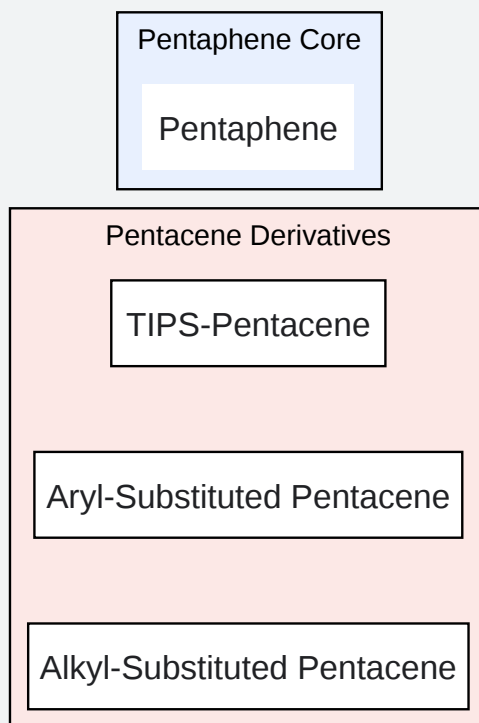 Pentaphene Core
Pentaphene
Pentacene Derivatives
TIPS-Pentacene
Aryl-Substituted Pentacene
Alkyl-Substituted Pentacene